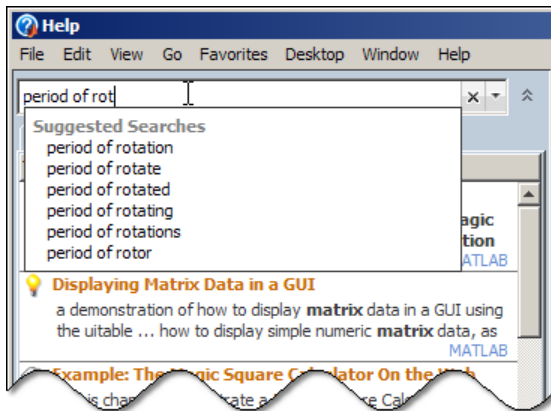 Help
File Edit View Go Favorites Desktop Window Help
period of rot
Suggested Searches
period of rotation
period of rotate
period of rotated
period of rotating
period of rotations
period of rotor
agic
tion
MATLAB
Displaying Matrix Data in a GUI
a demonstration of how to display matrix data in a GUI using
the uitable ... how to display simple numeric matrix data, as
MATLAB
Example: The Magic Square Calculator On the Web